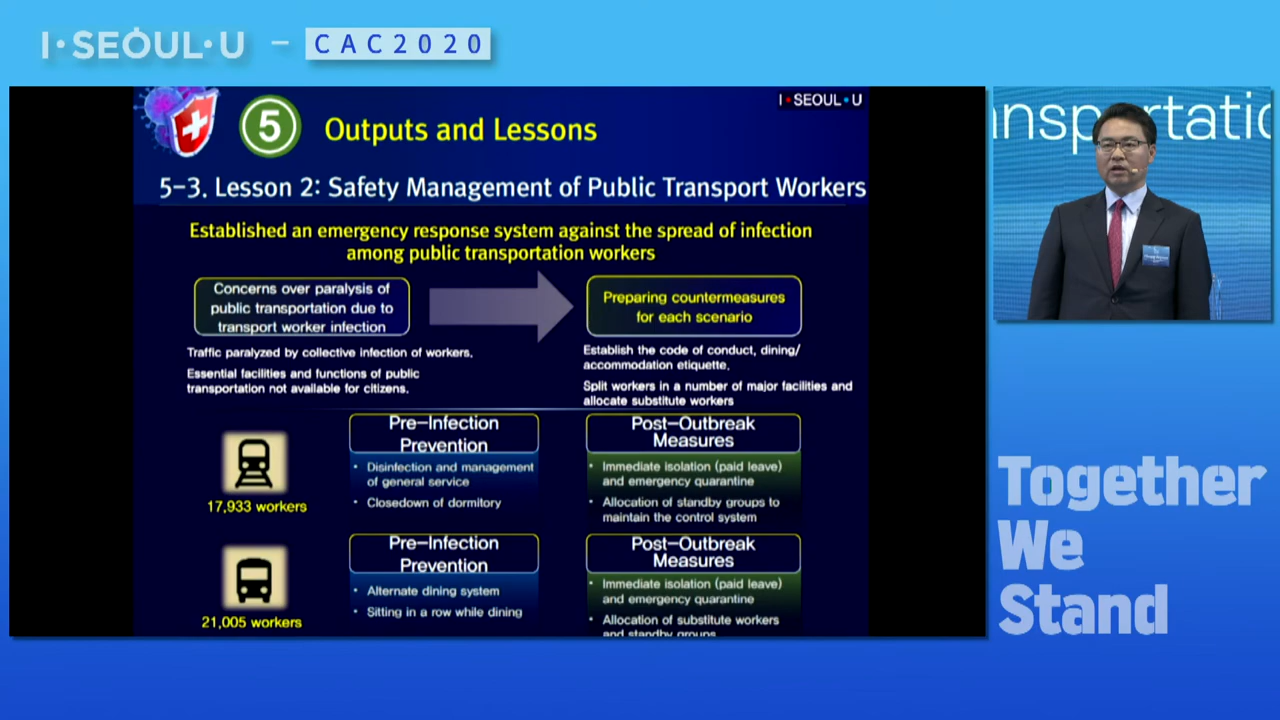 I·SEOUL·U – CAC2020
I·SEOUL·U
5 Outputs and Lessons
5-3. Lesson 2: Safety Management of Public Transport Workers
Established an emergency response system against the spread of infection
among public transportation workers
Concerns over paralysis of
public transportation due to
transport worker infection
Preparing countermeasures
for each scenario
Traffic paralyzed by collective infection of workers.
Essential facilities and functions of public
transportation not available for citizens.
Establish the code of conduct, dining/
accommodation etiquette,
Split workers in a number of major facilities and
allocate substitute workers
17,933 workers
Pre-Infection
Prevention
• Disinfection and management
of general service
• Closedown of dormitory
Post-Outbreak
Measures
• Immediate isolation (paid leave)
and emergency quarantine
• Allocation of standby groups to
maintain the control system
21,005 workers
Pre-Infection
Prevention
• Alternate dining system
• Sitting in a row while dining
Post-Outbreak
Measures
• Immediate isolation (paid leave)
and emergency quarantine
• Allocation of substitute workers
and standby groups
ansportatio
Together
We
Stand